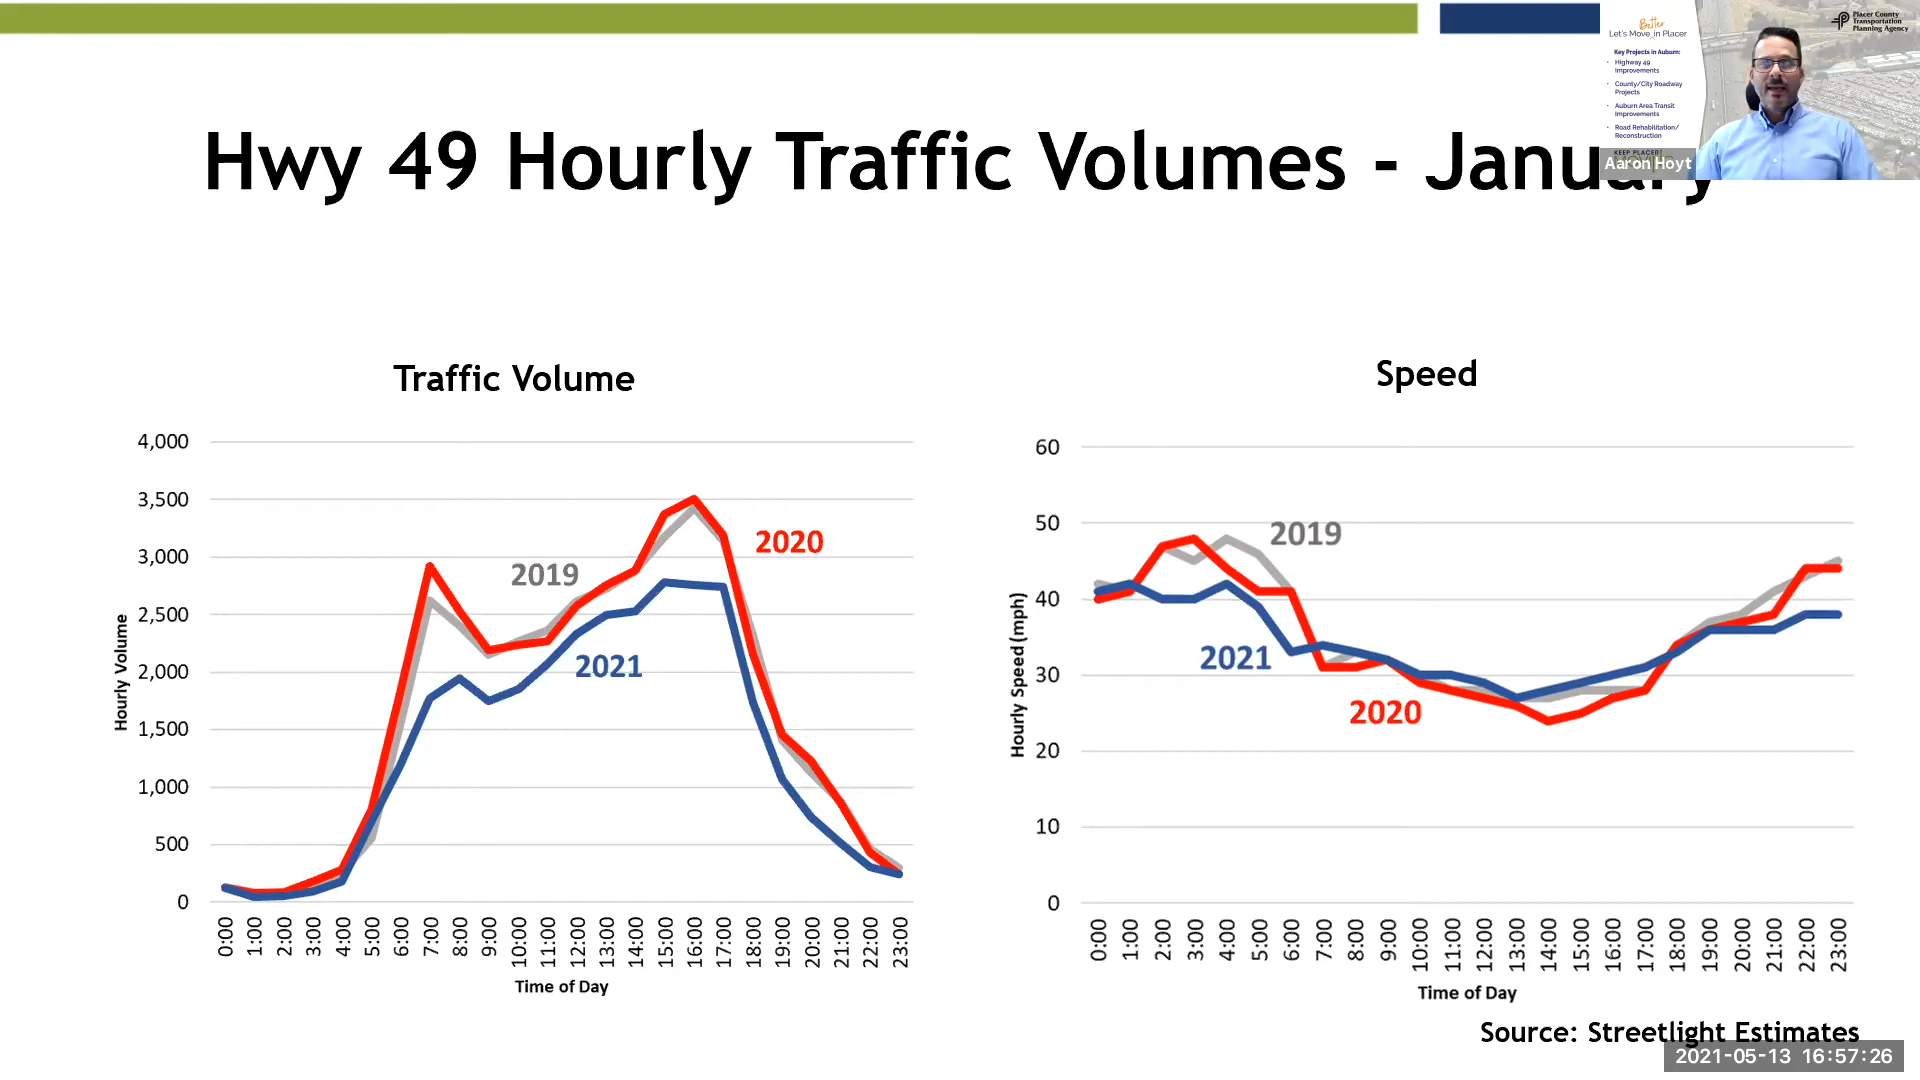 Better
Let's Move in Placer
Key Projects in Auburn:
· Highway 49
Improvements
· County/City Roadway
Projects
· Auburn Area Transit
Improvements
· Road Rehabilitation/
Reconstruction
KEEP PLACER
Aaron Hoyt
Placer County
Transportation
Planning Agency
Hwy 49 Hourly Traffic Volumes - January
Traffic Volume
4,000
3,500
3,000
2,500
2,000
1,500
1,000
500
0
Hourly Volume
2019
2020
2021
0:00
1:00
2:00
3:00
4:00
5:00
6:00
7:00
8:00
9:00
10:00
11:00
12:00
13:00
14:00
15:00
16:00
17:00
18:00
19:00
20:00
21:00
22:00
23:00
Time of Day
Speed
60
50
40
30
20
10
0
Hourly Speed (mph)
2019
2021
2020
0:00
1:00
2:00
3:00
4:00
5:00
6:00
7:00
8:00
9:00
10:00
11:00
12:00
13:00
14:00
15:00
16:00
17:00
18:00
19:00
20:00
21:00
22:00
23:00
Time of Day
Source: Streetlight Estimates
2021-05-13 16:57:26